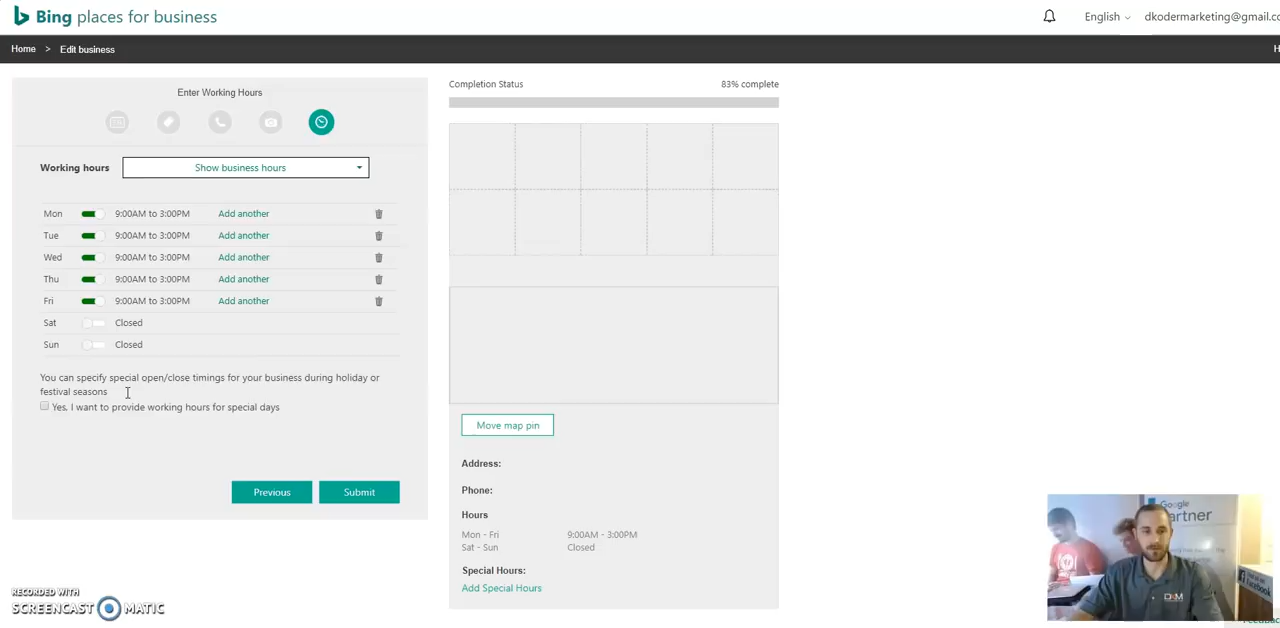 Bing places for business
English
dkodermarketing@gmail.co
Home > Edit business
H
Enter Working Hours
Working hours
Show business hours
Mon 9:00AM to 3:00PM Add another
Tue 9:00AM to 3:00PM Add another
Wed 9:00AM to 3:00PM Add another
Thu 9:00AM to 3:00PM Add another
Fri 9:00AM to 3:00PM Add another
Sat Closed
Sun Closed
You can specify special open/close timings for your business during holiday or
festival seasons
Yes, I want to provide working hours for special days
Previous
Submit
Completion Status 83% complete
Move map pin
Address:
Phone:
Hours
Mon - Fri 9:00AM - 3:00PM
Sat - Sun Closed
Special Hours:
Add Special Hours
Google
artner
facebook
RECORDED WITH
SCREENCAST MATIC